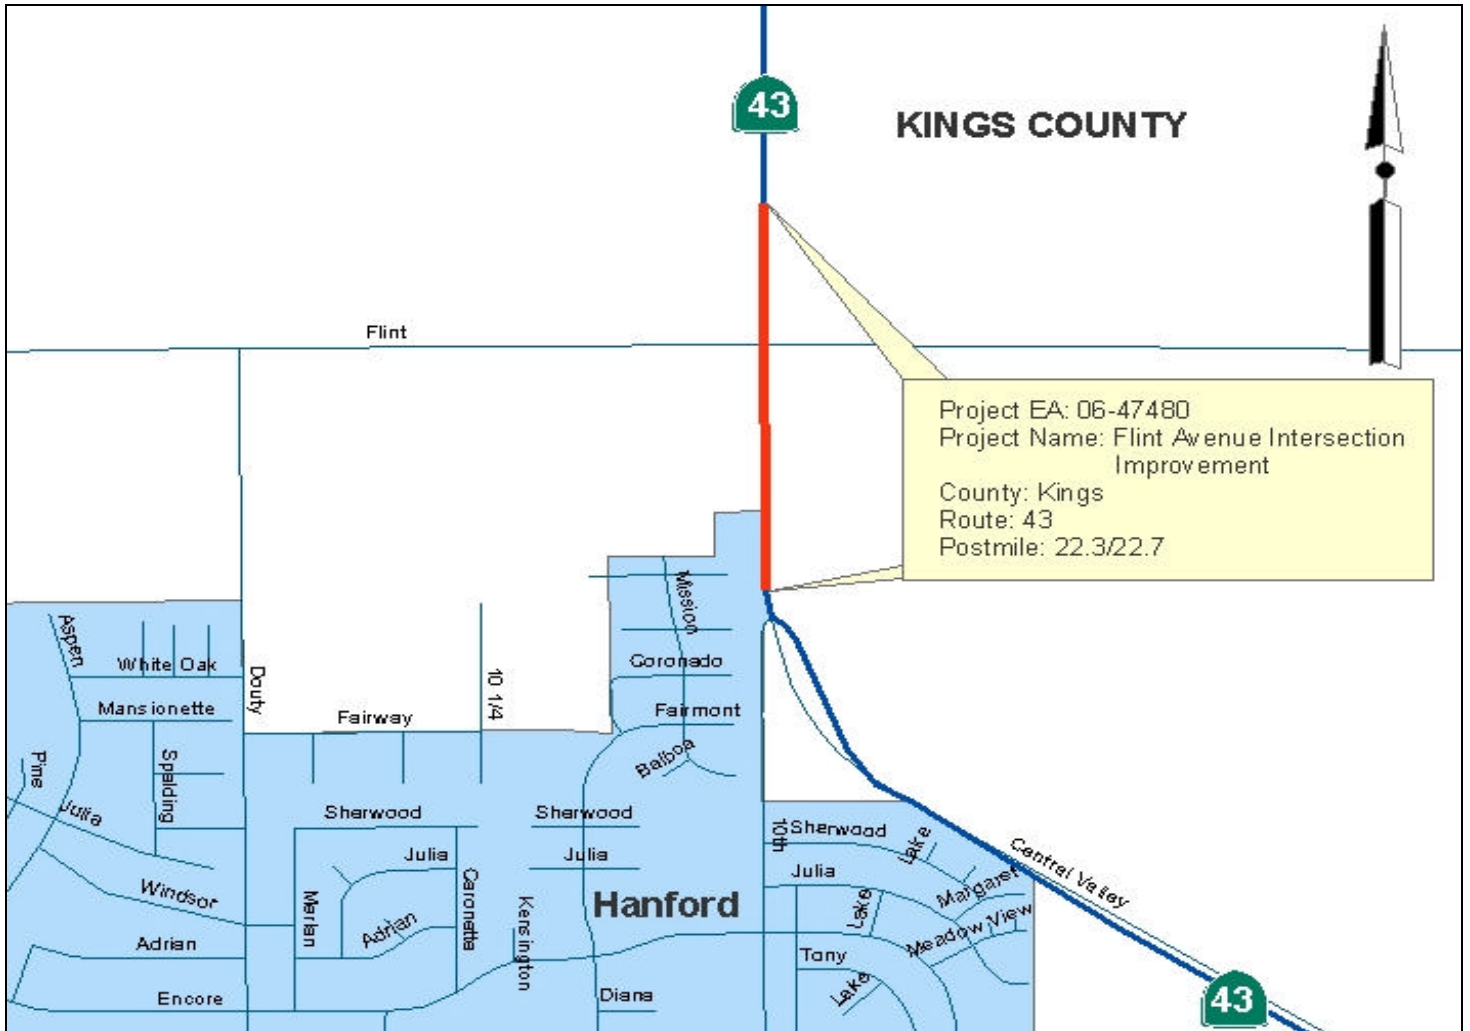 43
KINGS COUNTY
Flint
Project EA: 06-47480
Project Name: Flint Avenue Intersection
Improvement
County: Kings
Route: 43
Postmile: 22.3/22.7
Mission
Aspen
White Oak
Douty
10 1/4
Coronado
Mansionette
Fairway
Fairmont
Pine
Spalding
Balboa
Julia
Sherwood
Sherwood
10th
Sherwood
Lake
Central Valley
Julia
Julia
Julia
Windsor
Marian
Caronetta
Kensington
Hanford
Lake
Margaret
Adrian
Adrian
Meadow View
Tony
Encore
Diana
Lake
43